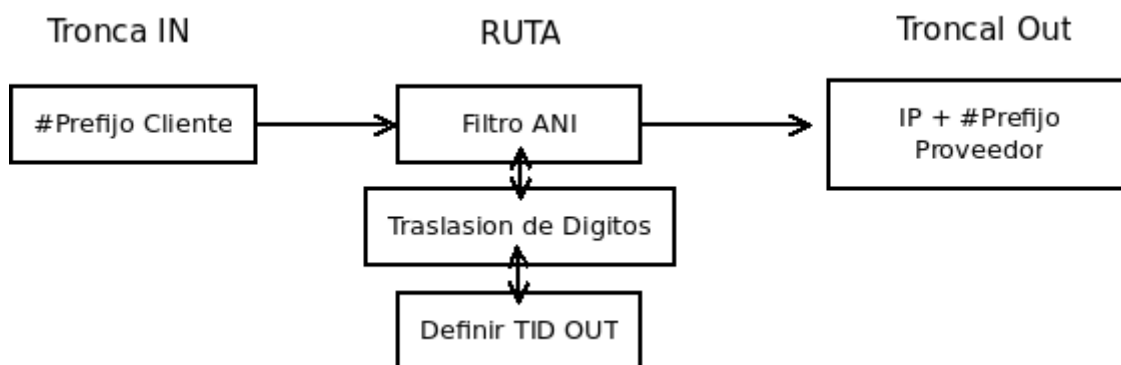 Tronca IN
RUTA
Troncal Out
#Prefijo Cliente
Filtro ANI
IP + #Prefijo
Proveedor
Traslasion de Digitos
Definir TID OUT